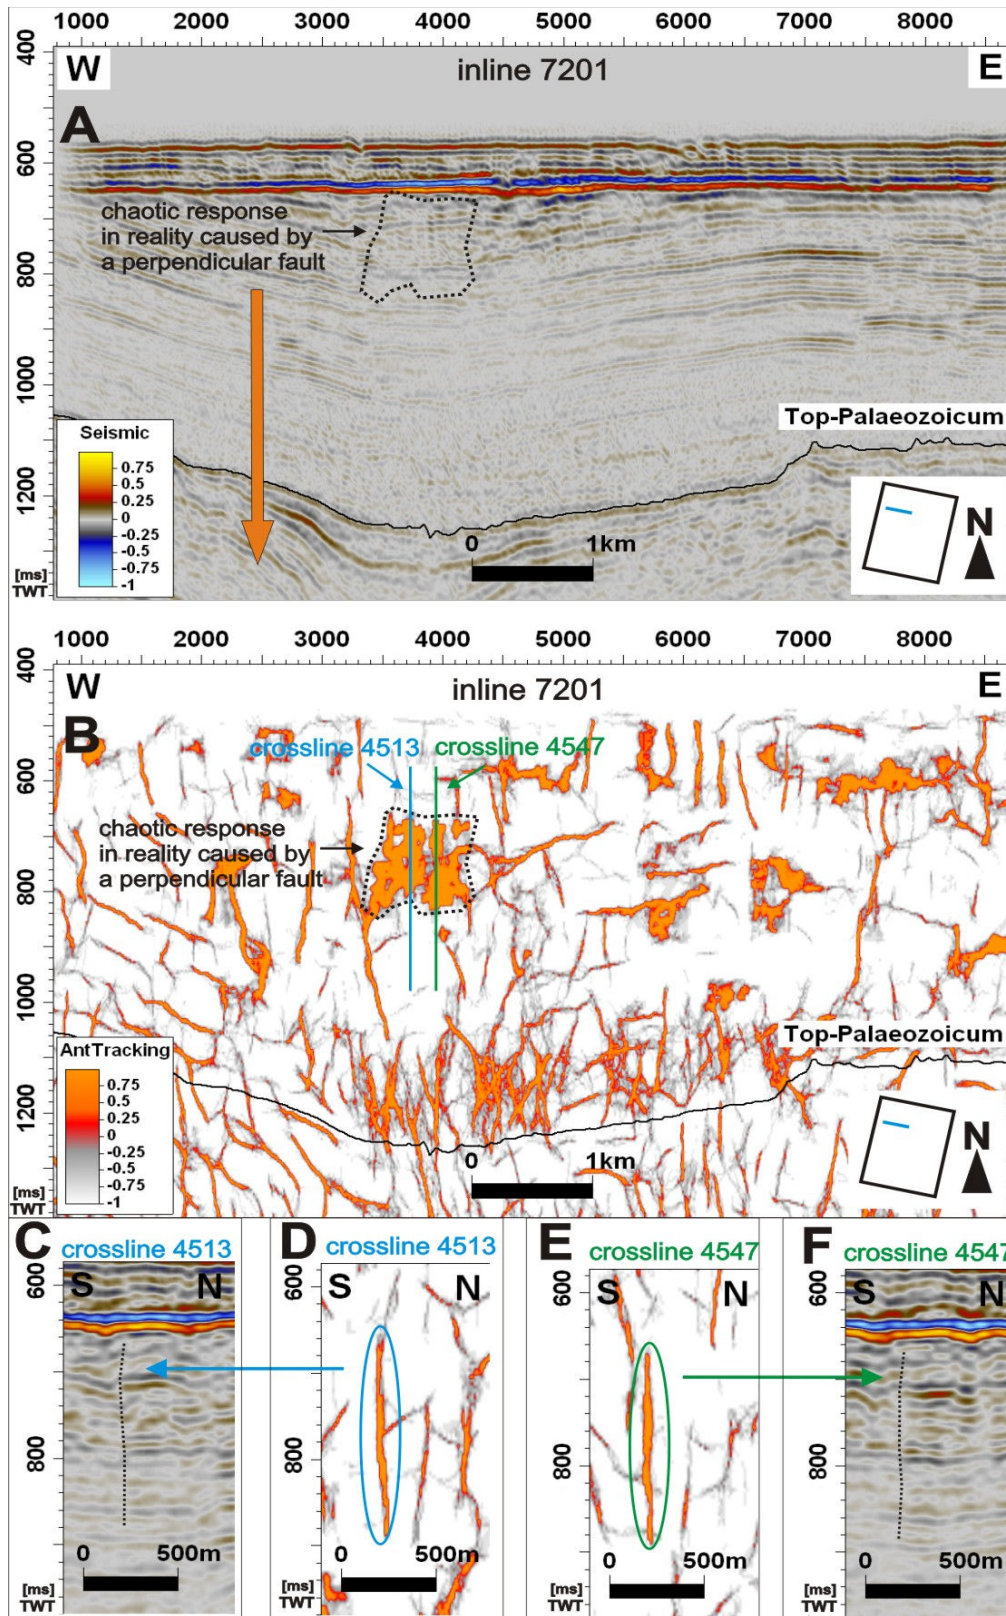 1000 2000 3000 4000 5000 6000 7000 8000
400
W
inline 7201
E
A
600
chaotic response
in reality caused by
a perpendicular fault
800
1000
Top-Palaeozoicum
Seismic
0.75
0.5
0.25
0
-0.25
-0.5
-0.75
-1
1200
N
0 1km
[ms]
TWT
1000 2000 3000 4000 5000 6000 7000 8000
400
W
inline 7201
E
B
crossline 4513 crossline 4547
600
chaotic response
in reality caused by
a perpendicular fault
800
1000
Top-Palaeozoicum
AntTracking
0.75
0.5
0.25
0
-0.25
-0.5
-0.75
-1
1200
N
0 1km
[ms]
TWT
C
crossline 4513
S N
600
800
0 500m
[ms]
TWT
D
crossline 4513
S N
600
800
0 500m
[ms]
TWT
E
crossline 4547
S N
600
800
0 500m
[ms]
TWT
F
crossline 4547
S N
600
800
0 500m
[ms]
TWT